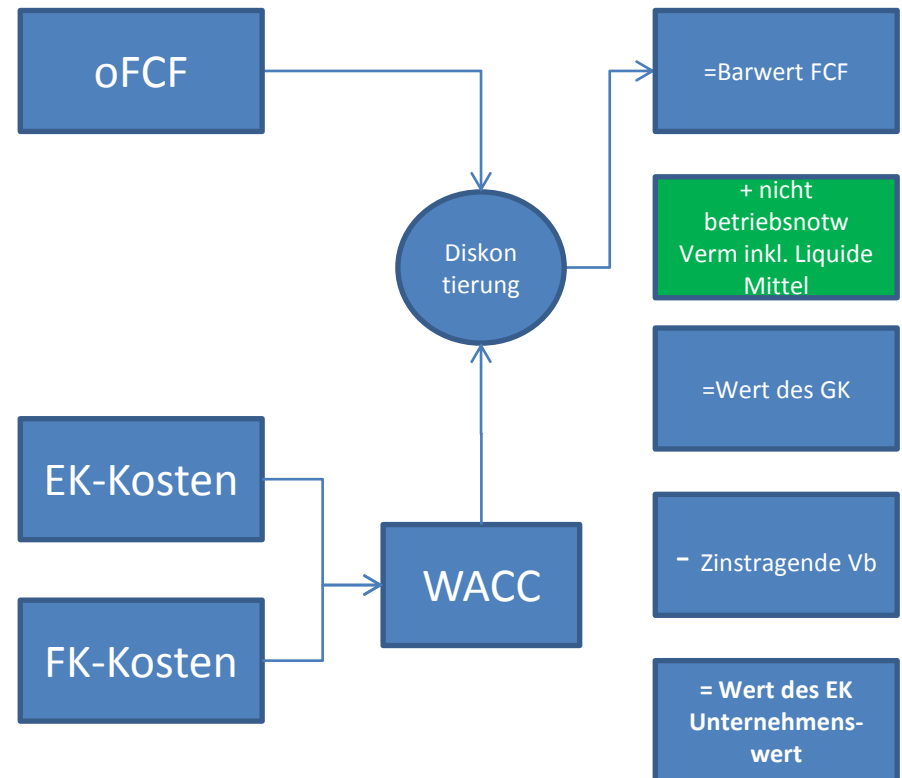 oFCF
=Barwert FCF
Diskon
tierung
+ nicht
betriebsnotw
Verm inkl. Liquide
Mittel
=Wert des GK
EK-Kosten
WACC
- Zinstragende Vb
FK-Kosten
= Wert des EK
Unternehmens-
wert